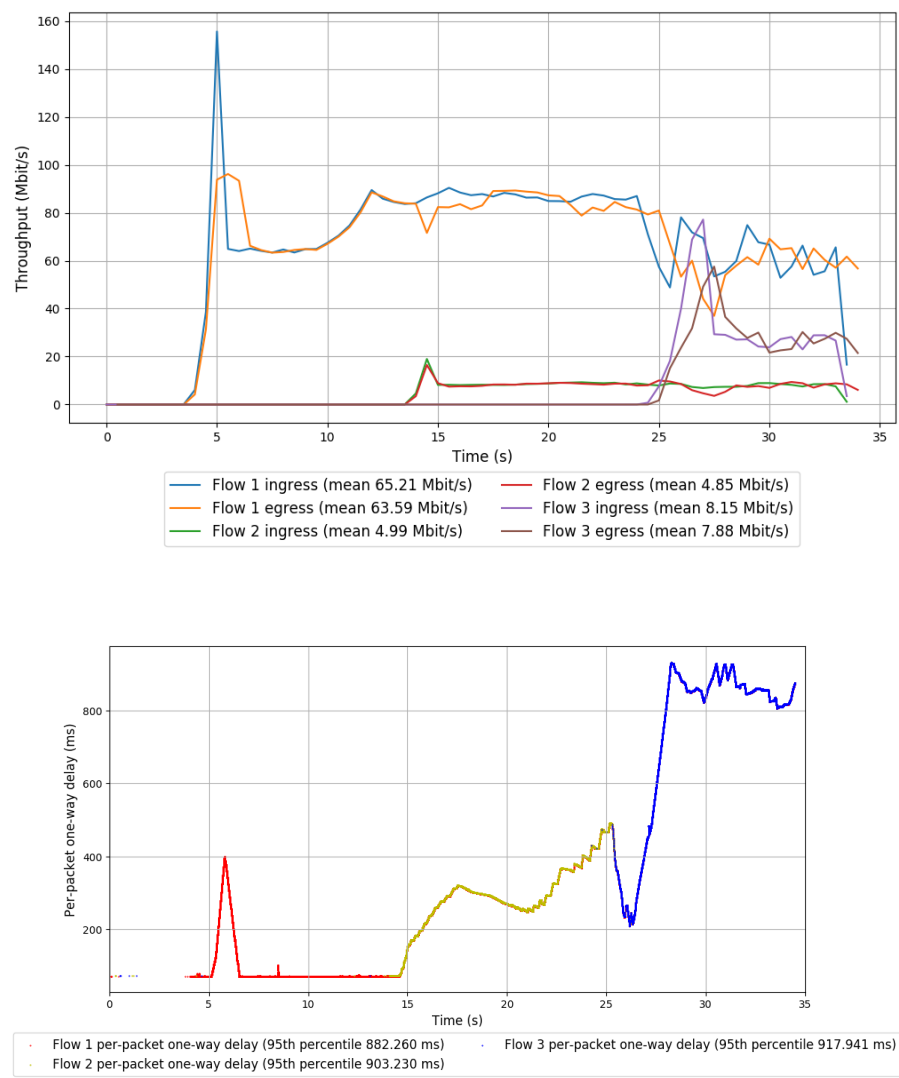 160
140
120
100
80
60
40
20
0
Throughput (Mbit/s)
0 5 10 15 20 25 30 35
Time (s)
Flow 1 ingress (mean 65.21 Mbit/s) Flow 2 egress (mean 4.85 Mbit/s)
Flow 1 egress (mean 63.59 Mbit/s) Flow 3 ingress (mean 8.15 Mbit/s)
Flow 2 ingress (mean 4.99 Mbit/s) Flow 3 egress (mean 7.88 Mbit/s)
800
600
400
200
Per-packet one-way delay (ms)
0 5 10 15 20 25 30 35
Time (s)
Flow 1 per-packet one-way delay (95th percentile 882.260 ms) Flow 3 per-packet one-way delay (95th percentile 917.941 ms)
Flow 2 per-packet one-way delay (95th percentile 903.230 ms)